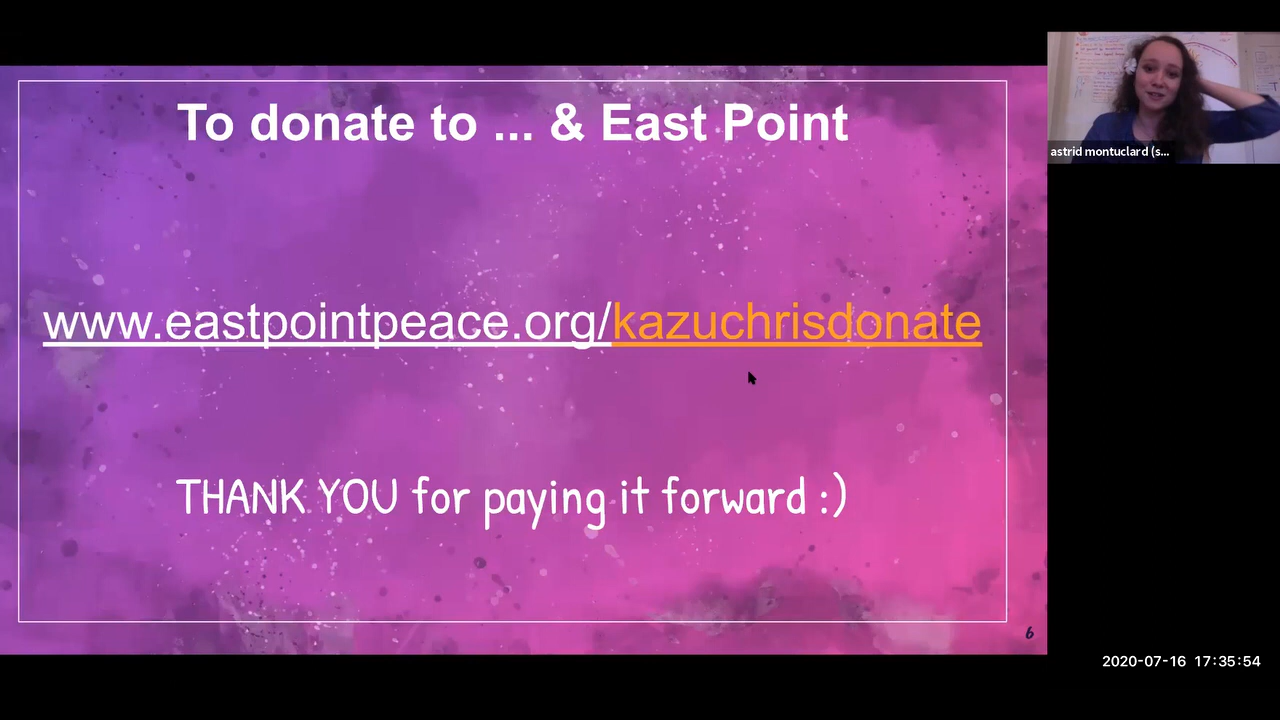 To donate to ... & East Point
www.eastpointpeace.org/kazuchrisdonate
THANK YOU for paying it forward :)
6
astrid montuclard (s...
2020-07-16 17:35:54